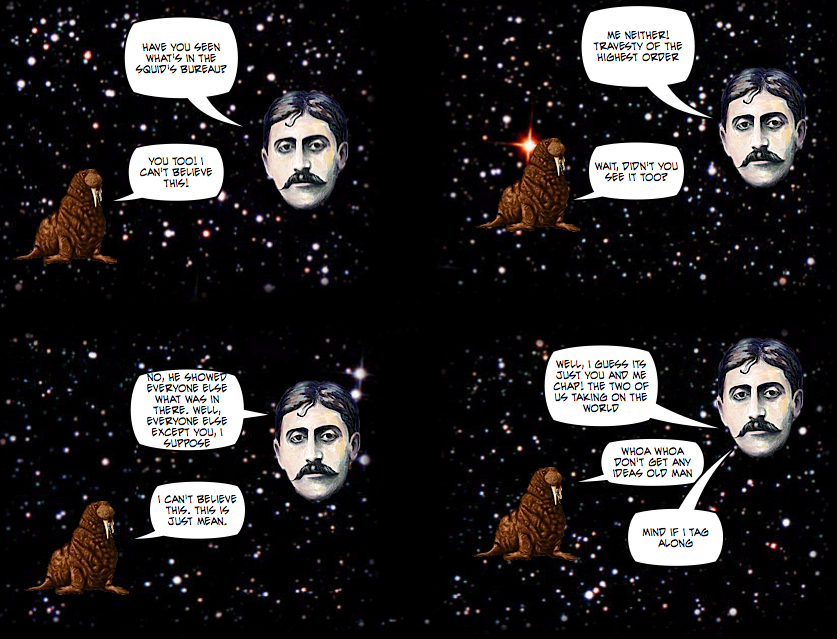 HAVE YOU SEEN
WHAT'S IN THE
SQUID'S BUREAU?
YOU TOO! I
CAN'T BELIEVE
THIS!
ME NEITHER!
TRAVESTY OF THE
HIGHEST ORDER
WAIT, DIDN'T YOU
SEE IT TOO?
NO, HE SHOWED
EVERYONE ELSE
WHAT WAS IN
THERE. WELL,
EVERYONE ELSE
EXCEPT YOU, I
SUPPOSE
I CAN'T BELIEVE
THIS. THIS IS
JUST MEAN.
WELL, I GUESS ITS
JUST YOU AND ME
CHAP! THE TWO OF
US TAKING ON THE
WORLD
WHOA WHOA
DON'T GET ANY
IDEAS OLD MAN
MIND IF I TAG
ALONG